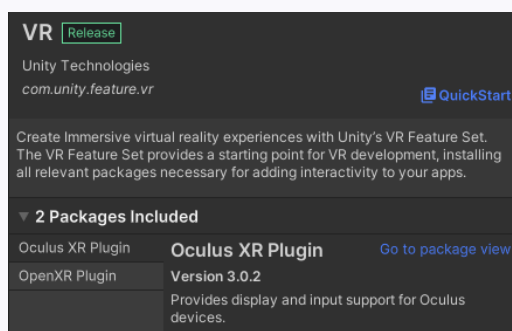 VR Release
Unity Technologies
com.unity.feature.vr
QuickStart
Create Immersive virtual reality experiences with Unity's VR Feature Set.
The VR Feature Set provides a starting point for VR development, installing
all relevant packages necessary for adding interactivity to your apps.
2 Packages Included
Oculus XR Plugin
OpenXR Plugin
Oculus XR Plugin Go to package view
Version 3.0.2
Provides display and input support for Oculus
devices.